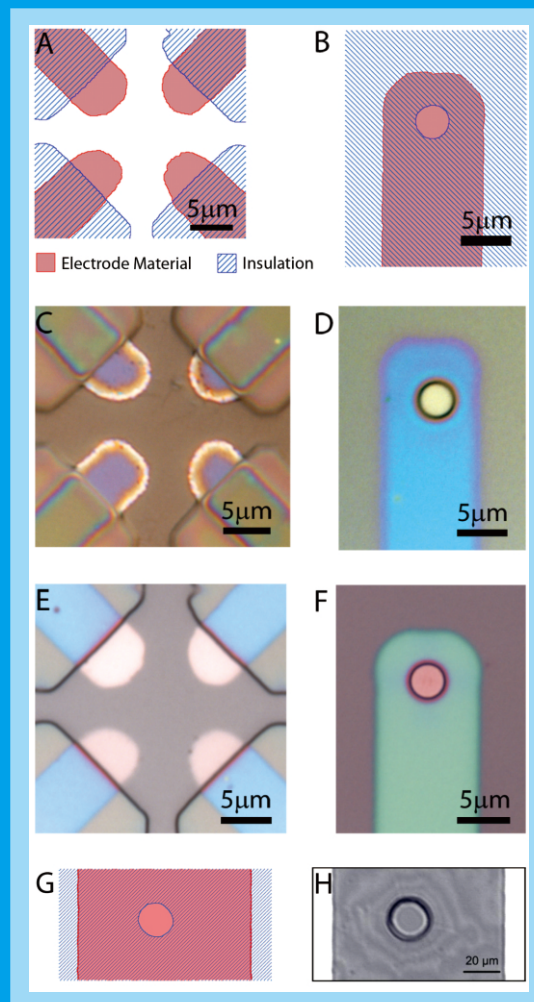 A
B
5μm
5μm
Electrode Material
Insulation
C
D
5μm
5μm
E
F
5μm
5μm
G
H
20 μm